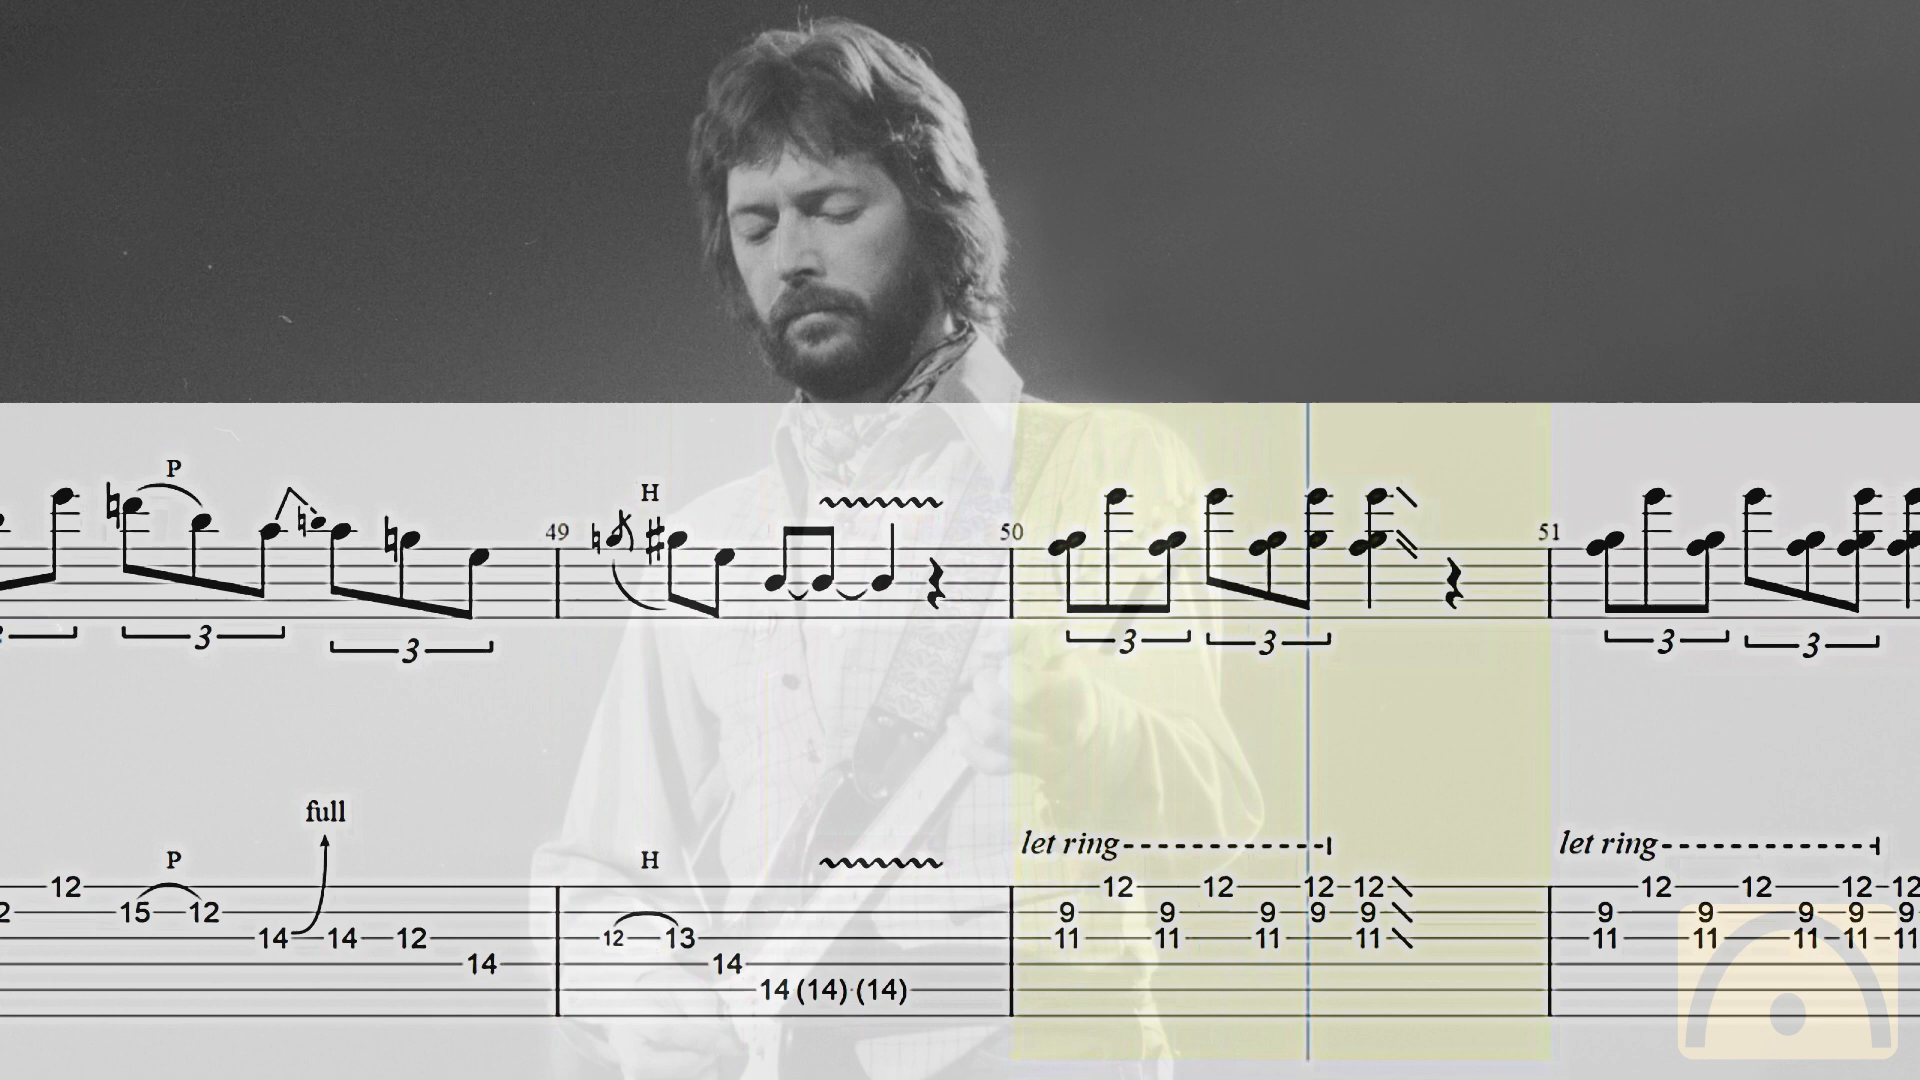 P
H
49 50 51
3 3 3 3 3 3
full
P H let ring let ring
12 12 12 12 12 12 12 12 12
2 15 12 9 9 9 9 9 9 9 9 9
14 14 12 12 13 11 11 11 11 11 11 11 11
14 14
14 (14) (14)